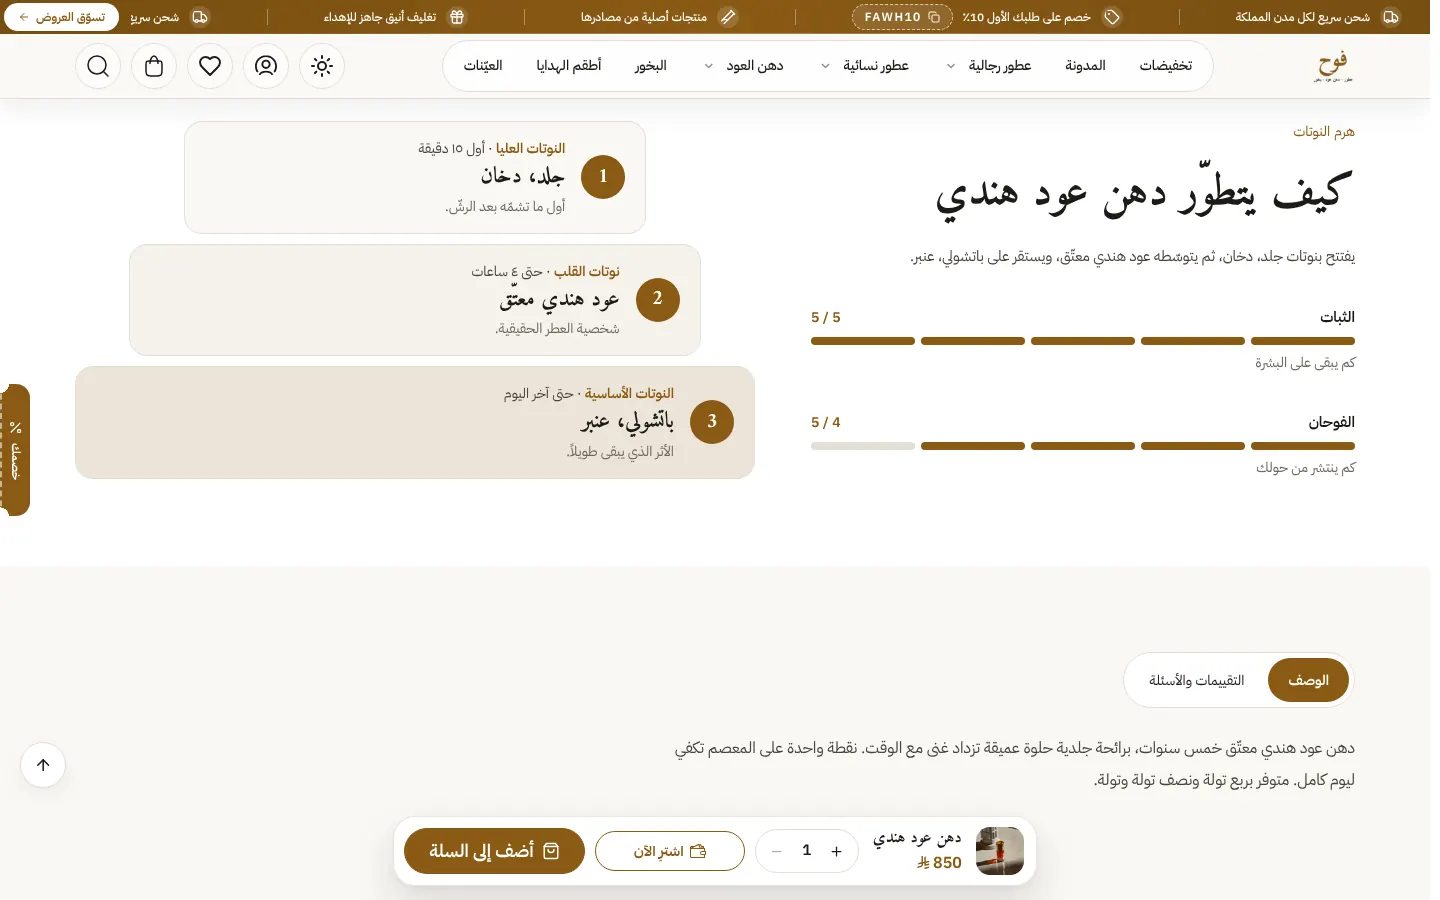 شحن سريع لكل مدن المملكة
خصم على طلبك الأول 10٪ FAWH10
منتجات أصلية من مصادرها
تغليف أنيق جاهز للإهداء
شحن سريع
تسوّق العروض
فوح
تخفيضات
المدونة
عطور رجالية
عطور نسائية
دهن العود
البخور
أطقم الهدايا
العيّنات
هرم النوتات
كيف يتطوّر دهن عود هندي
يفتتح بنوتات جلد، دخان، ثم يتوسّطه عود هندي معتّق، ويستقر على باتشولي، عنبر.
الثبات
5 / 5
كم يبقى على البشرة
الفوحان
5 / 4
كم ينتشر من حولك
1
النوتات العليا · أول ١٥ دقيقة
جلد، دخان
أول ما تشمّه بعد الرشّ.
2
نوتات القلب · حتى ٤ ساعات
عود هندي معتّق
شخصية العطر الحقيقية.
3
النوتات الأساسية · حتى آخر اليوم
باتشولي، عنبر
الأثر الذي يبقى طويلاً.
٪ خصمك
الوصف
التقييمات والأسئلة
دهن عود هندي معتّق خمس سنوات، برائحة جلدية حلوة عميقة تزداد غنى مع الوقت. نقطة واحدة على المعصم تكفي
ليوم كامل. متوفر بربع تولة ونصف تولة وتولة.
دهن عود هندي
850
+ 1 −
اشترِ الآن
أضف إلى السلة